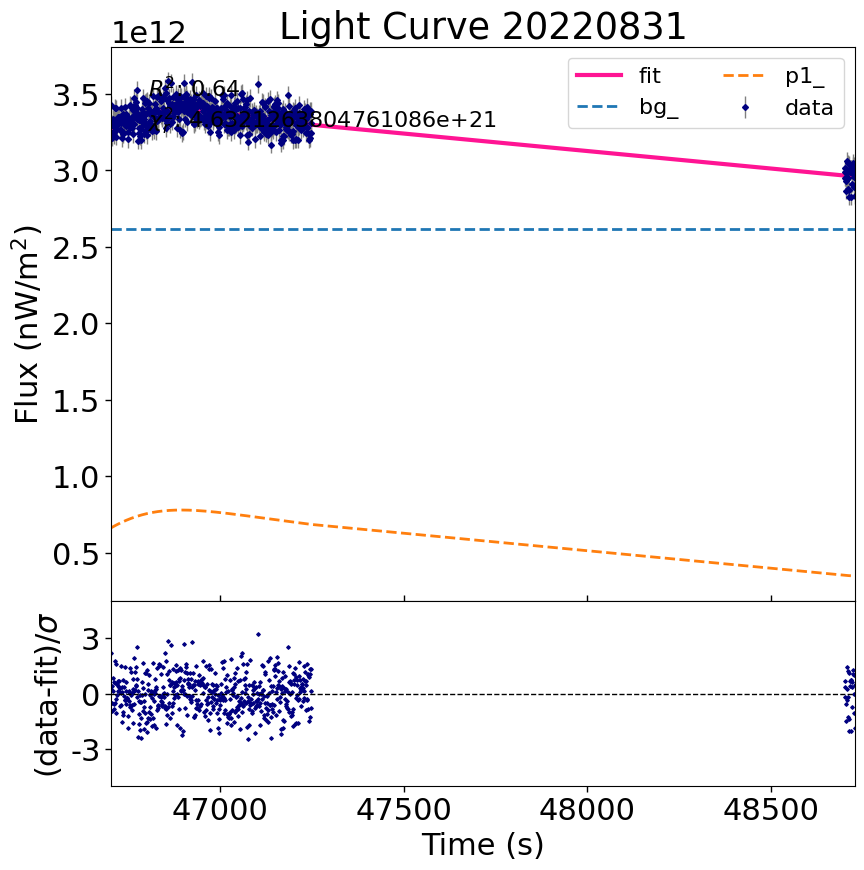 Light Curve 20220831
1e12
R²: 0.64
χ²: 4.63212638047610​86e+21
fit
bg_
p1_
data
Flux (nW/m²)
3.5
3.0
2.5
2.0
1.5
1.0
0.5
(data-fit)/σ
3
0
-3
47000 47500 48000 48500
Time (s)